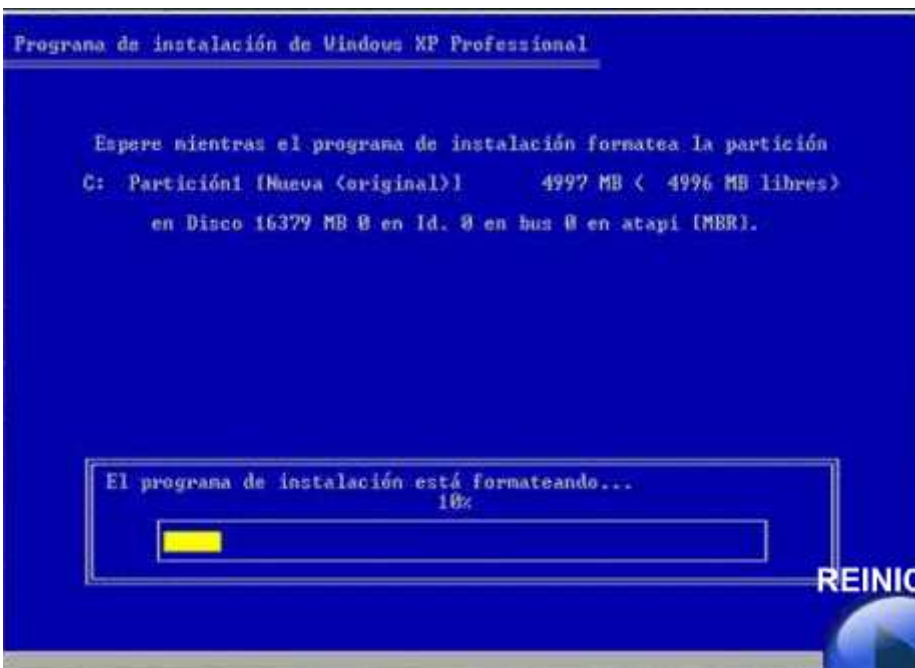 Programa de instalación de Windows XP Professional
Espere mientras el programa de instalación formatea la partición
C: Partición1 [Nueva <original>] 4997 MB < 4996 MB libres>
en Disco 16379 MB 0 en Id. 0 en bus 0 en atapi [MBR].
El programa de instalación está formateando...
10%
REINIC